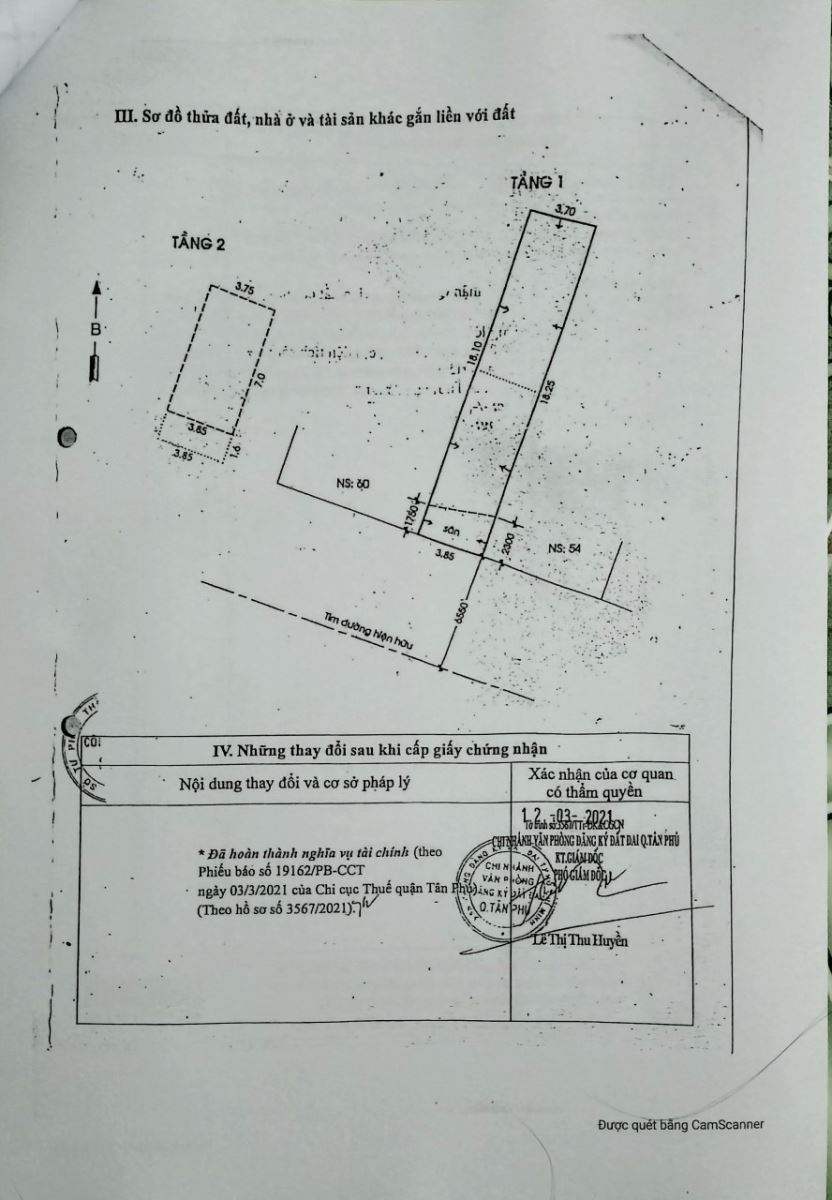 III. Sơ đồ thửa đất, nhà ở và tài sản khác gắn liền với đất
TẦNG 1
3.70
TẦNG 2
3.75
B
7.0
18.10
18.25
3.85
1.6
3.85
NS: 60
1750
sân
2300
NS: 54
3.85
6550
Tim đường hiện hữu
IV. Những thay đổi sau khi cấp giấy chứng nhận
Nội dung thay đổi và cơ sở pháp lý
Xác nhận của cơ quan
có thẩm quyền
12 -03- 2021
CHI NHÁNH VĂN PHÒNG ĐĂNG KÝ ĐẤT ĐAI Q.TÂN PHÚ
KT.GIÁM ĐỐC
PHÓ GIÁM ĐỐC
* Đã hoàn thành nghĩa vụ tài chính (theo
Phiếu báo số 19162/PB-CCT
ngày 03/3/2021 của Chi cục Thuế quận Tân Phú)
(Theo hồ sơ số 3567/2021).
CHI NHÁNH
VĂN PHÒNG
ĐĂNG KÝ ĐẤT ĐAI
Q.TÂN PHÚ
Lê Thị Thu Huyền
Được quét bằng CamScanner